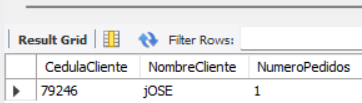 Result Grid Filter Rows:
CedulaCliente NombreCliente NumeroPedidos
79246 jOSE 1